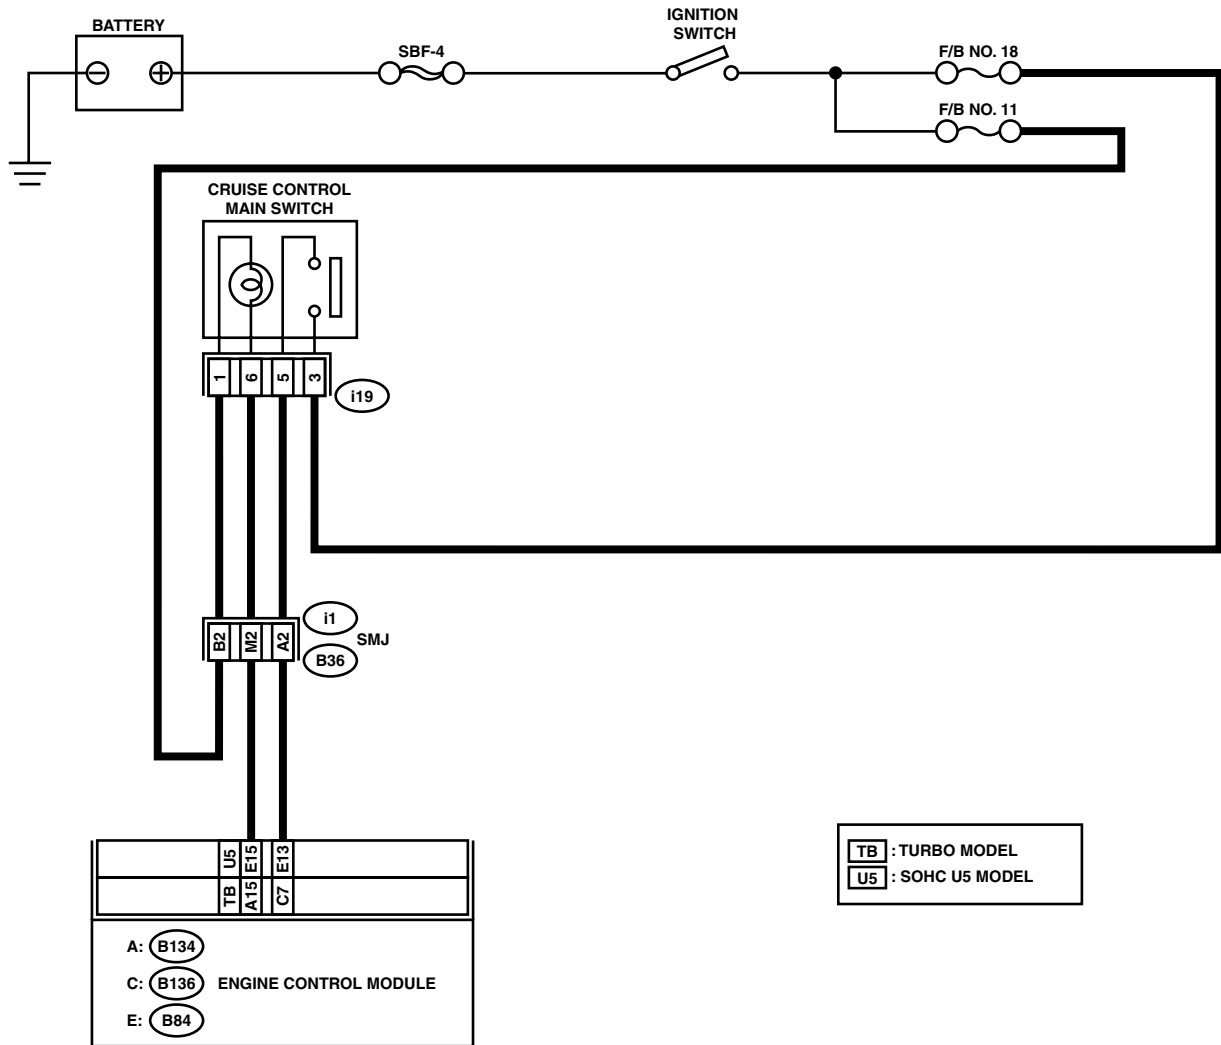 BATTERY
SBF-4
IGNITION
SWITCH
F/B NO. 18
F/B NO. 11
CRUISE CONTROL
MAIN SWITCH
1 6 5 3
i19
i1
B2 M2 A2
SMJ
B36
U5 E15 E13
TB A15 C7
A: B134
C: B136 ENGINE CONTROL MODULE
E: B84
TB : TURBO MODEL
U5 : SOHC U5 MODEL